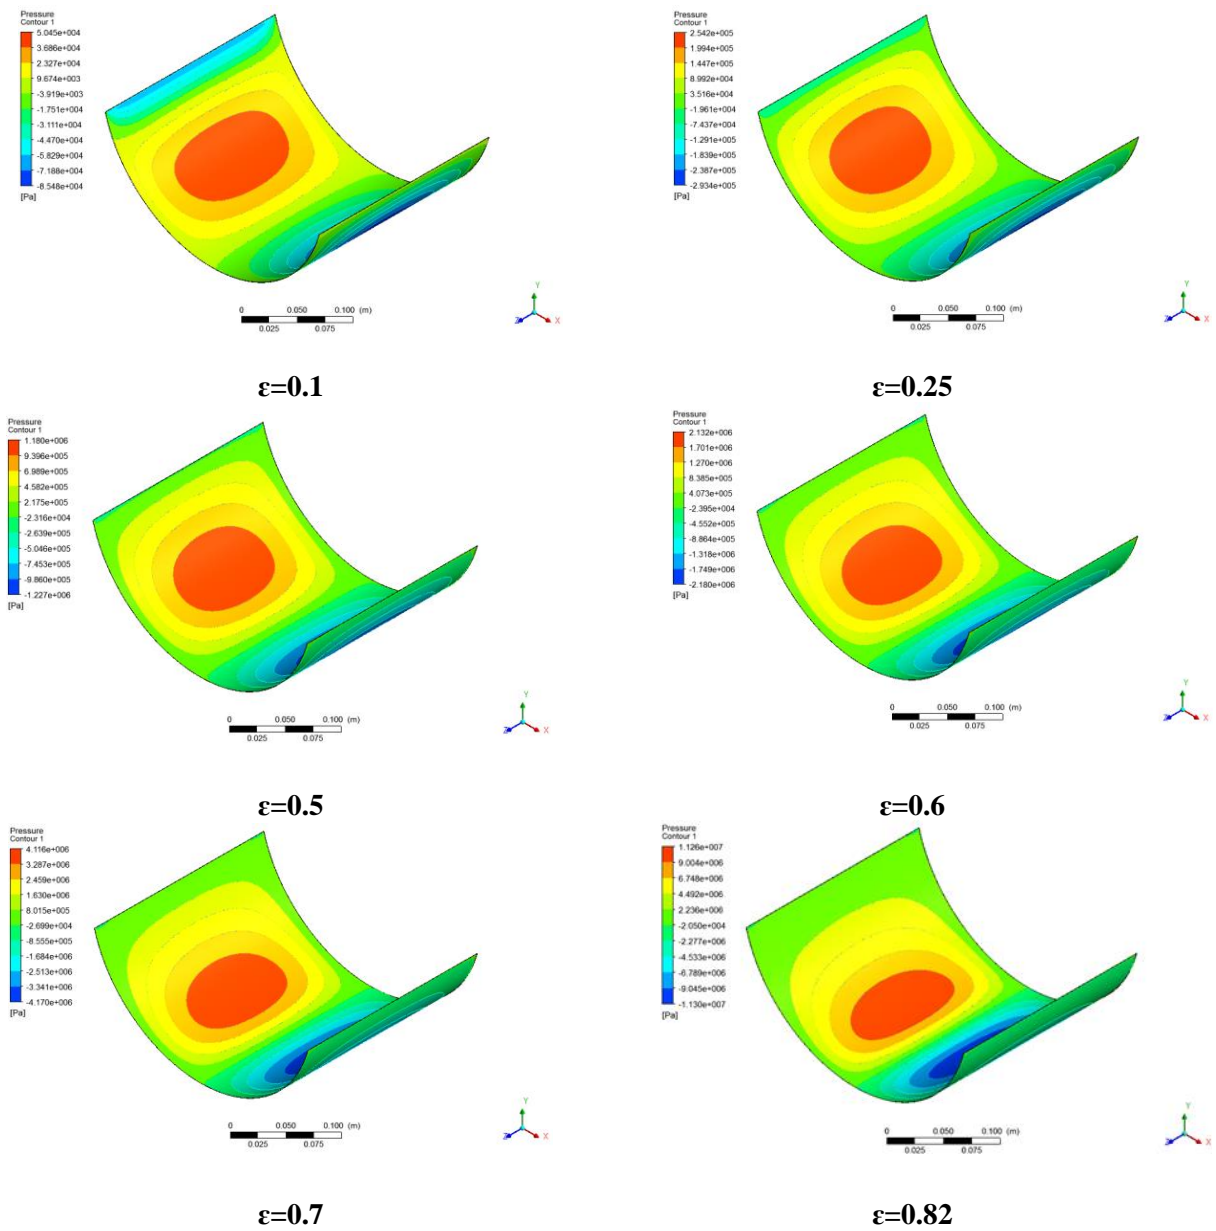 Pressure
Contour 1
5.045e+004
3.686e+004
2.327e+004
9.674e+003
-3.919e+003
-1.751e+004
-3.111e+004
-4.470e+004
-5.829e+004
-7.188e+004
-8.548e+004
[Pa]
0 0.050 0.100 (m)
0.025 0.075
Y
Z X
ε=0.1
Pressure
Contour 1
2.542e+005
1.994e+005
1.447e+005
8.992e+004
3.516e+004
-1.961e+004
-7.437e+004
-1.291e+005
-1.839e+005
-2.387e+005
-2.934e+005
[Pa]
0 0.050 0.100 (m)
0.025 0.075
Y
Z X
ε=0.25
Pressure
Contour 1
1.180e+006
9.396e+005
6.989e+005
4.582e+005
2.175e+005
-2.316e+004
-2.639e+005
-5.046e+005
-7.453e+005
-9.860e+005
-1.227e+006
[Pa]
0 0.050 0.100 (m)
0.025 0.075
Y
Z X
ε=0.5
Pressure
Contour 1
2.132e+006
1.701e+006
1.270e+006
8.385e+005
4.073e+005
-2.395e+004
-4.552e+005
-8.864e+005
-1.318e+006
-1.749e+006
-2.180e+006
[Pa]
0 0.050 0.100 (m)
0.025 0.075
Y
Z X
ε=0.6
Pressure
Contour 1
4.116e+006
3.287e+006
2.459e+006
1.630e+006
8.015e+005
-2.699e+004
-8.555e+005
-1.684e+006
-2.513e+006
-3.341e+006
-4.170e+006
[Pa]
0 0.050 0.100 (m)
0.025 0.075
Y
Z X
ε=0.7
Pressure
Contour 1
1.126e+007
9.004e+006
6.748e+006
4.492e+006
2.236e+006
-2.050e+004
-2.277e+006
-4.533e+006
-6.789e+006
-9.045e+006
-1.130e+007
[Pa]
0 0.050 0.100 (m)
0.025 0.075
Y
Z X
ε=0.82